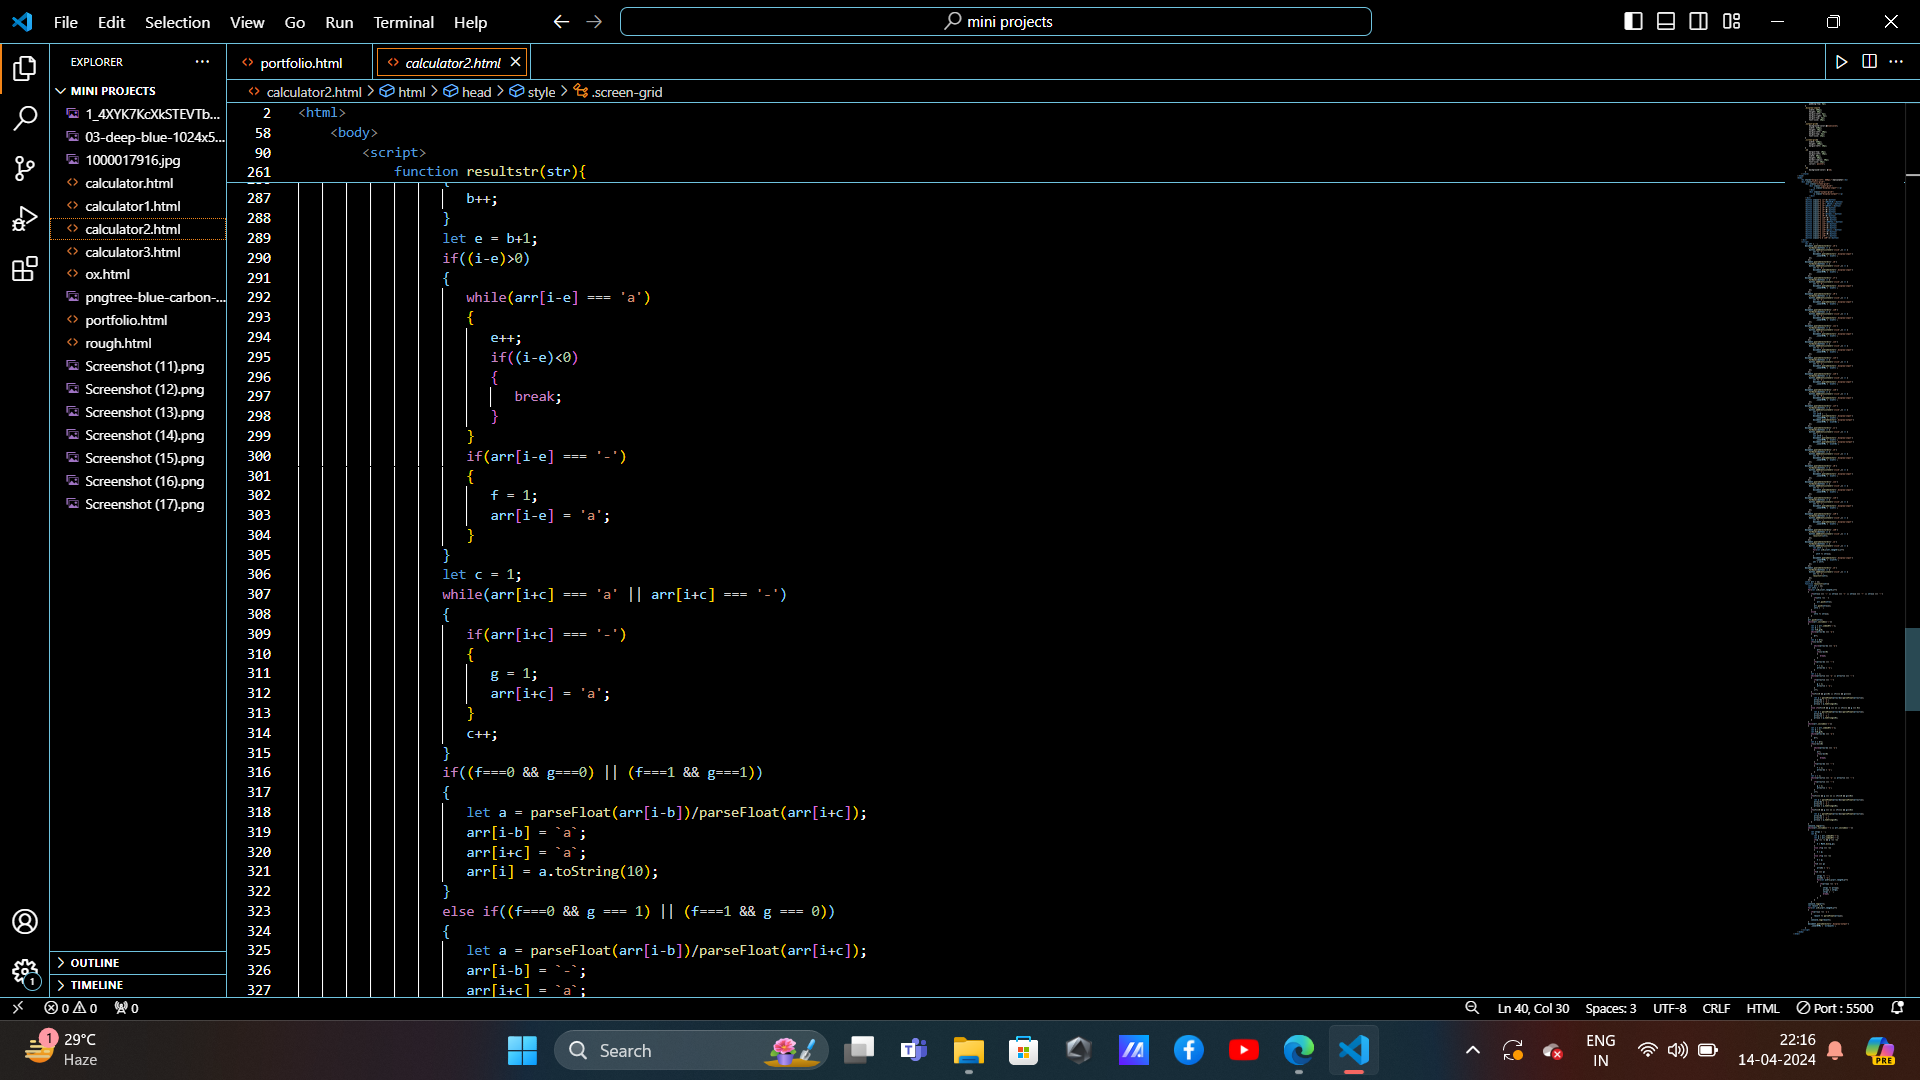 File Edit Selection View Go Run Terminal Help
mini projects
EXPLORER
MINI PROJECTS
1_4XYK7KcXkSTEVTb...
03-deep-blue-1024x5...
1000017916.jpg
calculator.html
calculator1.html
calculator2.html
calculator3.html
ox.html
pngtree-blue-carbon-...
portfolio.html
rough.html
Screenshot (11).png
Screenshot (12).png
Screenshot (13).png
Screenshot (14).png
Screenshot (15).png
Screenshot (16).png
Screenshot (17).png
OUTLINE
TIMELINE
portfolio.html calculator2.html
calculator2.html > html > head > style > .screen-grid
2 <html>
58 <body>
90 <script>
261 function resultstr(str){
287 b++;
288 }
289 let e = b+1;
290 if((i-e)>0)
291 {
292 while(arr[i-e] === 'a')
293 {
294 e++;
295 if((i-e)<0)
296 {
297 break;
298 }
299 }
300 if(arr[i-e] === '-')
301 {
302 f = 1;
303 arr[i-e] = 'a';
304 }
305 }
306 let c = 1;
307 while(arr[i+c] === 'a' || arr[i+c] === '-')
308 {
309 if(arr[i+c] === '-')
310 {
311 g = 1;
312 arr[i+c] = 'a';
313 }
314 c++;
315 }
316 if((f===0 && g===0) || (f===1 && g===1))
317 {
318 let a = parseFloat(arr[i-b])/parseFloat(arr[i+c]);
319 arr[i-b] = `a`;
320 arr[i+c] = `a`;
321 arr[i] = a.toString(10);
322 }
323 else if((f===0 && g === 1) || (f===1 && g === 0))
324 {
325 let a = parseFloat(arr[i-b])/parseFloat(arr[i+c]);
326 arr[i-b] = `-`;
327 arr[i+c] = `a`;
1
0 0 0 Ln 40, Col 30 Spaces: 3 UTF-8 CRLF HTML Port : 5500
1 29°C
Haze
Search
ENG
IN
22:16
14-04-2024
PRE